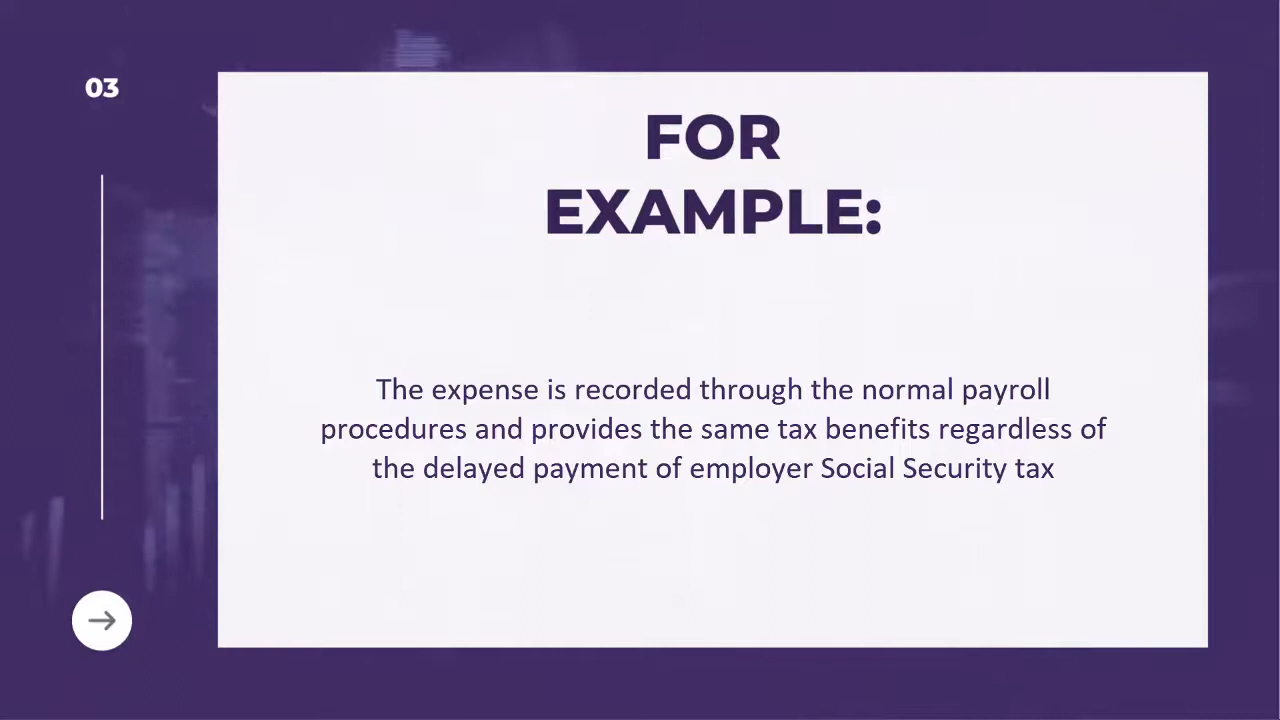 03
FOR
EXAMPLE:
The expense is recorded through the normal payroll
procedures and provides the same tax benefits regardless of
the delayed payment of employer Social Security tax